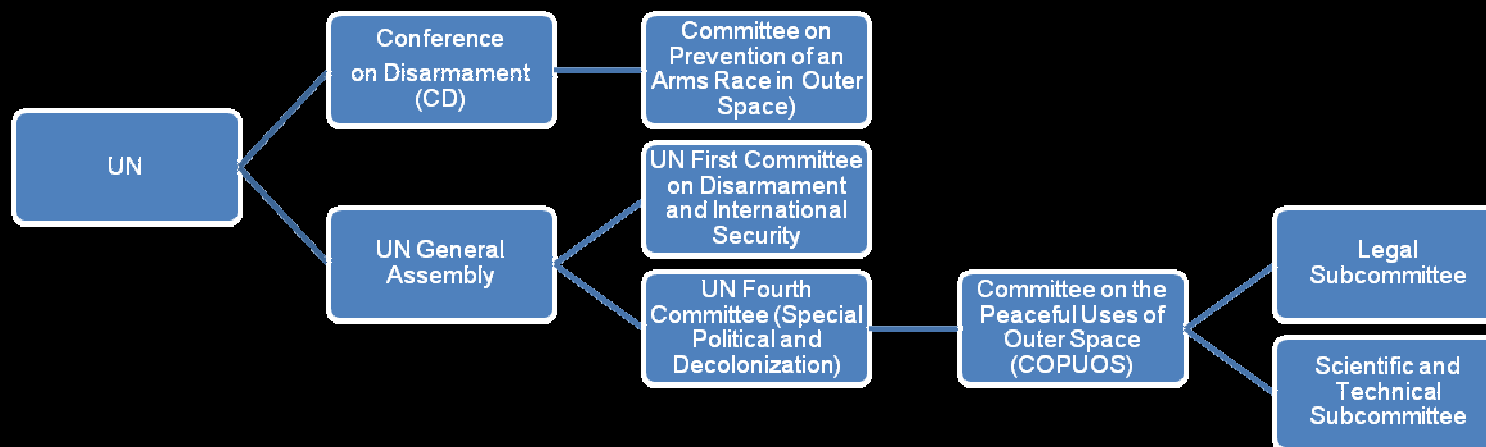 UN
Conference
on Disarmament
(CD)
Committee on
Prevention of an
Arms Race in Outer
Space)
UN General
Assembly
UN First Committee
on Disarmament
and International
Security
UN Fourth
Committee (Special
Political and
Decolonization)
Committee on the
Peaceful Uses of
Outer Space
(COPUOS)
Legal
Subcommittee
Scientific and
Technical
Subcommittee